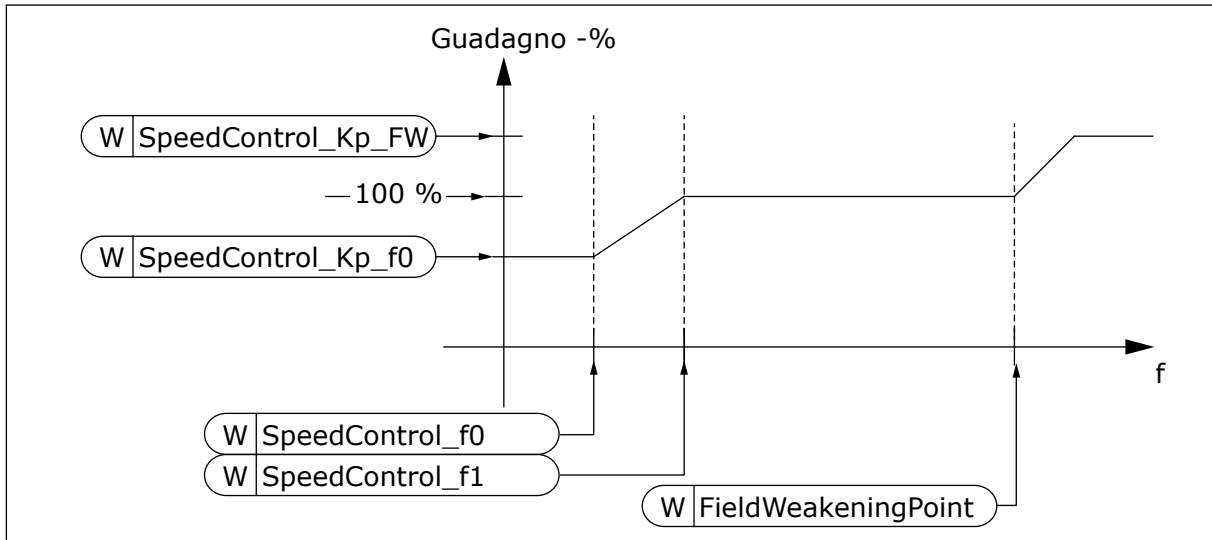 Guadagno -%
W SpeedControl_Kp_FW
100 %
W SpeedControl_Kp_f0
f
W SpeedControl_f0
W SpeedControl_f1
W FieldWeakeningPoint